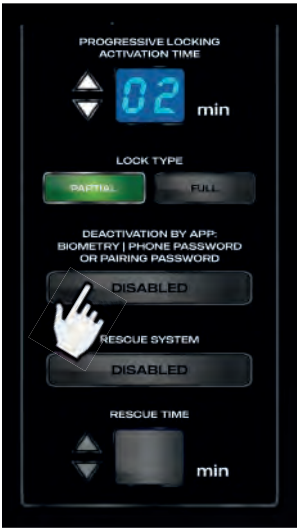 PROGRESSIVE LOCKING
ACTIVATION TIME
02 min
LOCK TYPE
PARTIAL FULL
DEACTIVATION BY APP:
BIOMETRY | PHONE PASSWORD
OR PAIRING PASSWORD
DISABLED
RESCUE SYSTEM
DISABLED
RESCUE TIME
min